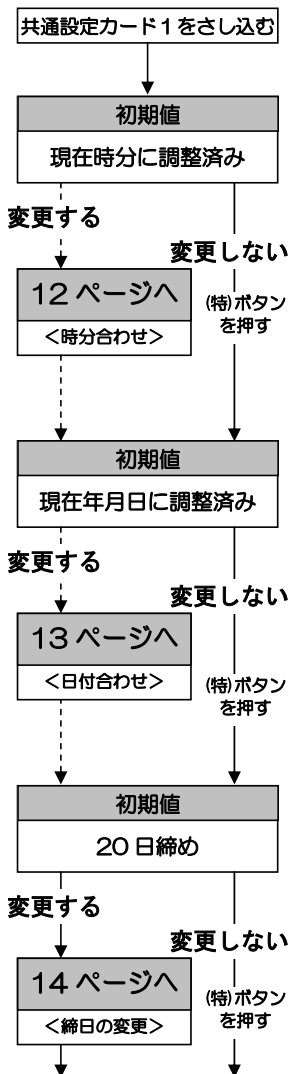 共通設定カード1をさし込む
初期値
現在時分に調整済み
変更する
変更しない
12 ページへ
<時分合わせ>
(特)ボタン
を押す
初期値
現在年月日に調整済み
変更する
変更しない
13 ページへ
<日付合わせ>
(特)ボタン
を押す
初期値
20 日締め
変更する
変更しない
14 ページへ
<締日の変更>
(特)ボタン
を押す